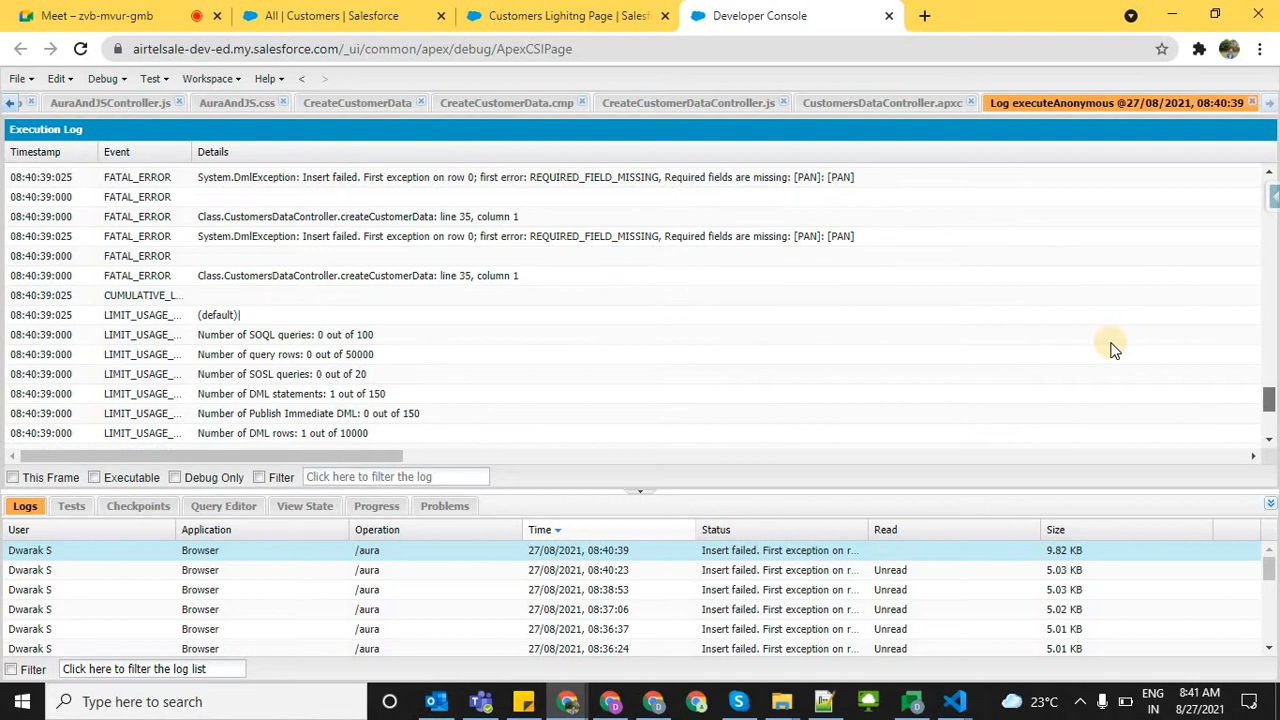 Meet – zvb-mvur-gmb
All | Customers | Salesforce
Customers Lighitng Page | Salesf
Developer Console
airtelsale-dev-ed.my.salesforce.com/_ui/common/apex/debug/ApexCSIPage
File Edit Debug Test Workspace Help < >
AuraAndJSController.js AuraAndJS.css CreateCustomerData CreateCustomerData.cmp CreateCustomerDataController.js CustomersDataController.apxc Log executeAnonymous @27/08/2021, 08:40:39
Execution Log
Timestamp Event Details
08:40:39:025 FATAL_ERROR System.DmlException: Insert failed. First exception on row 0; first error: REQUIRED_FIELD_MISSING, Required fields are missing: [PAN]: [PAN]
08:40:39:000 FATAL_ERROR
08:40:39:000 FATAL_ERROR Class.CustomersDataController.createCustomerData: line 35, column 1
08:40:39:025 FATAL_ERROR System.DmlException: Insert failed. First exception on row 0; first error: REQUIRED_FIELD_MISSING, Required fields are missing: [PAN]: [PAN]
08:40:39:000 FATAL_ERROR
08:40:39:000 FATAL_ERROR Class.CustomersDataController.createCustomerData: line 35, column 1
08:40:39:025 CUMULATIVE_L...
08:40:39:025 LIMIT_USAGE_... (default)|
08:40:39:000 LIMIT_USAGE_... Number of SOQL queries: 0 out of 100
08:40:39:000 LIMIT_USAGE_... Number of query rows: 0 out of 50000
08:40:39:000 LIMIT_USAGE_... Number of SOSL queries: 0 out of 20
08:40:39:000 LIMIT_USAGE_... Number of DML statements: 1 out of 150
08:40:39:000 LIMIT_USAGE_... Number of Publish Immediate DML: 0 out of 150
08:40:39:000 LIMIT_USAGE_... Number of DML rows: 1 out of 10000
This Frame Executable Debug Only Filter Click here to filter the log
Logs Tests Checkpoints Query Editor View State Progress Problems
User Application Operation Time Status Read Size
Dwarak S Browser /aura 27/08/2021, 08:40:39 Insert failed. First exception on r... 9.82 KB
Dwarak S Browser /aura 27/08/2021, 08:40:23 Insert failed. First exception on r... Unread 5.03 KB
Dwarak S Browser /aura 27/08/2021, 08:38:53 Insert failed. First exception on r... Unread 5.03 KB
Dwarak S Browser /aura 27/08/2021, 08:37:06 Insert failed. First exception on r... Unread 5.02 KB
Dwarak S Browser /aura 27/08/2021, 08:36:37 Insert failed. First exception on r... Unread 5.01 KB
Dwarak S Browser /aura 27/08/2021, 08:36:24 Insert failed. First exception on r... Unread 5.01 KB
Filter Click here to filter the log list
Type here to search
23°C
ENG
IN
8:41 AM
8/27/2021